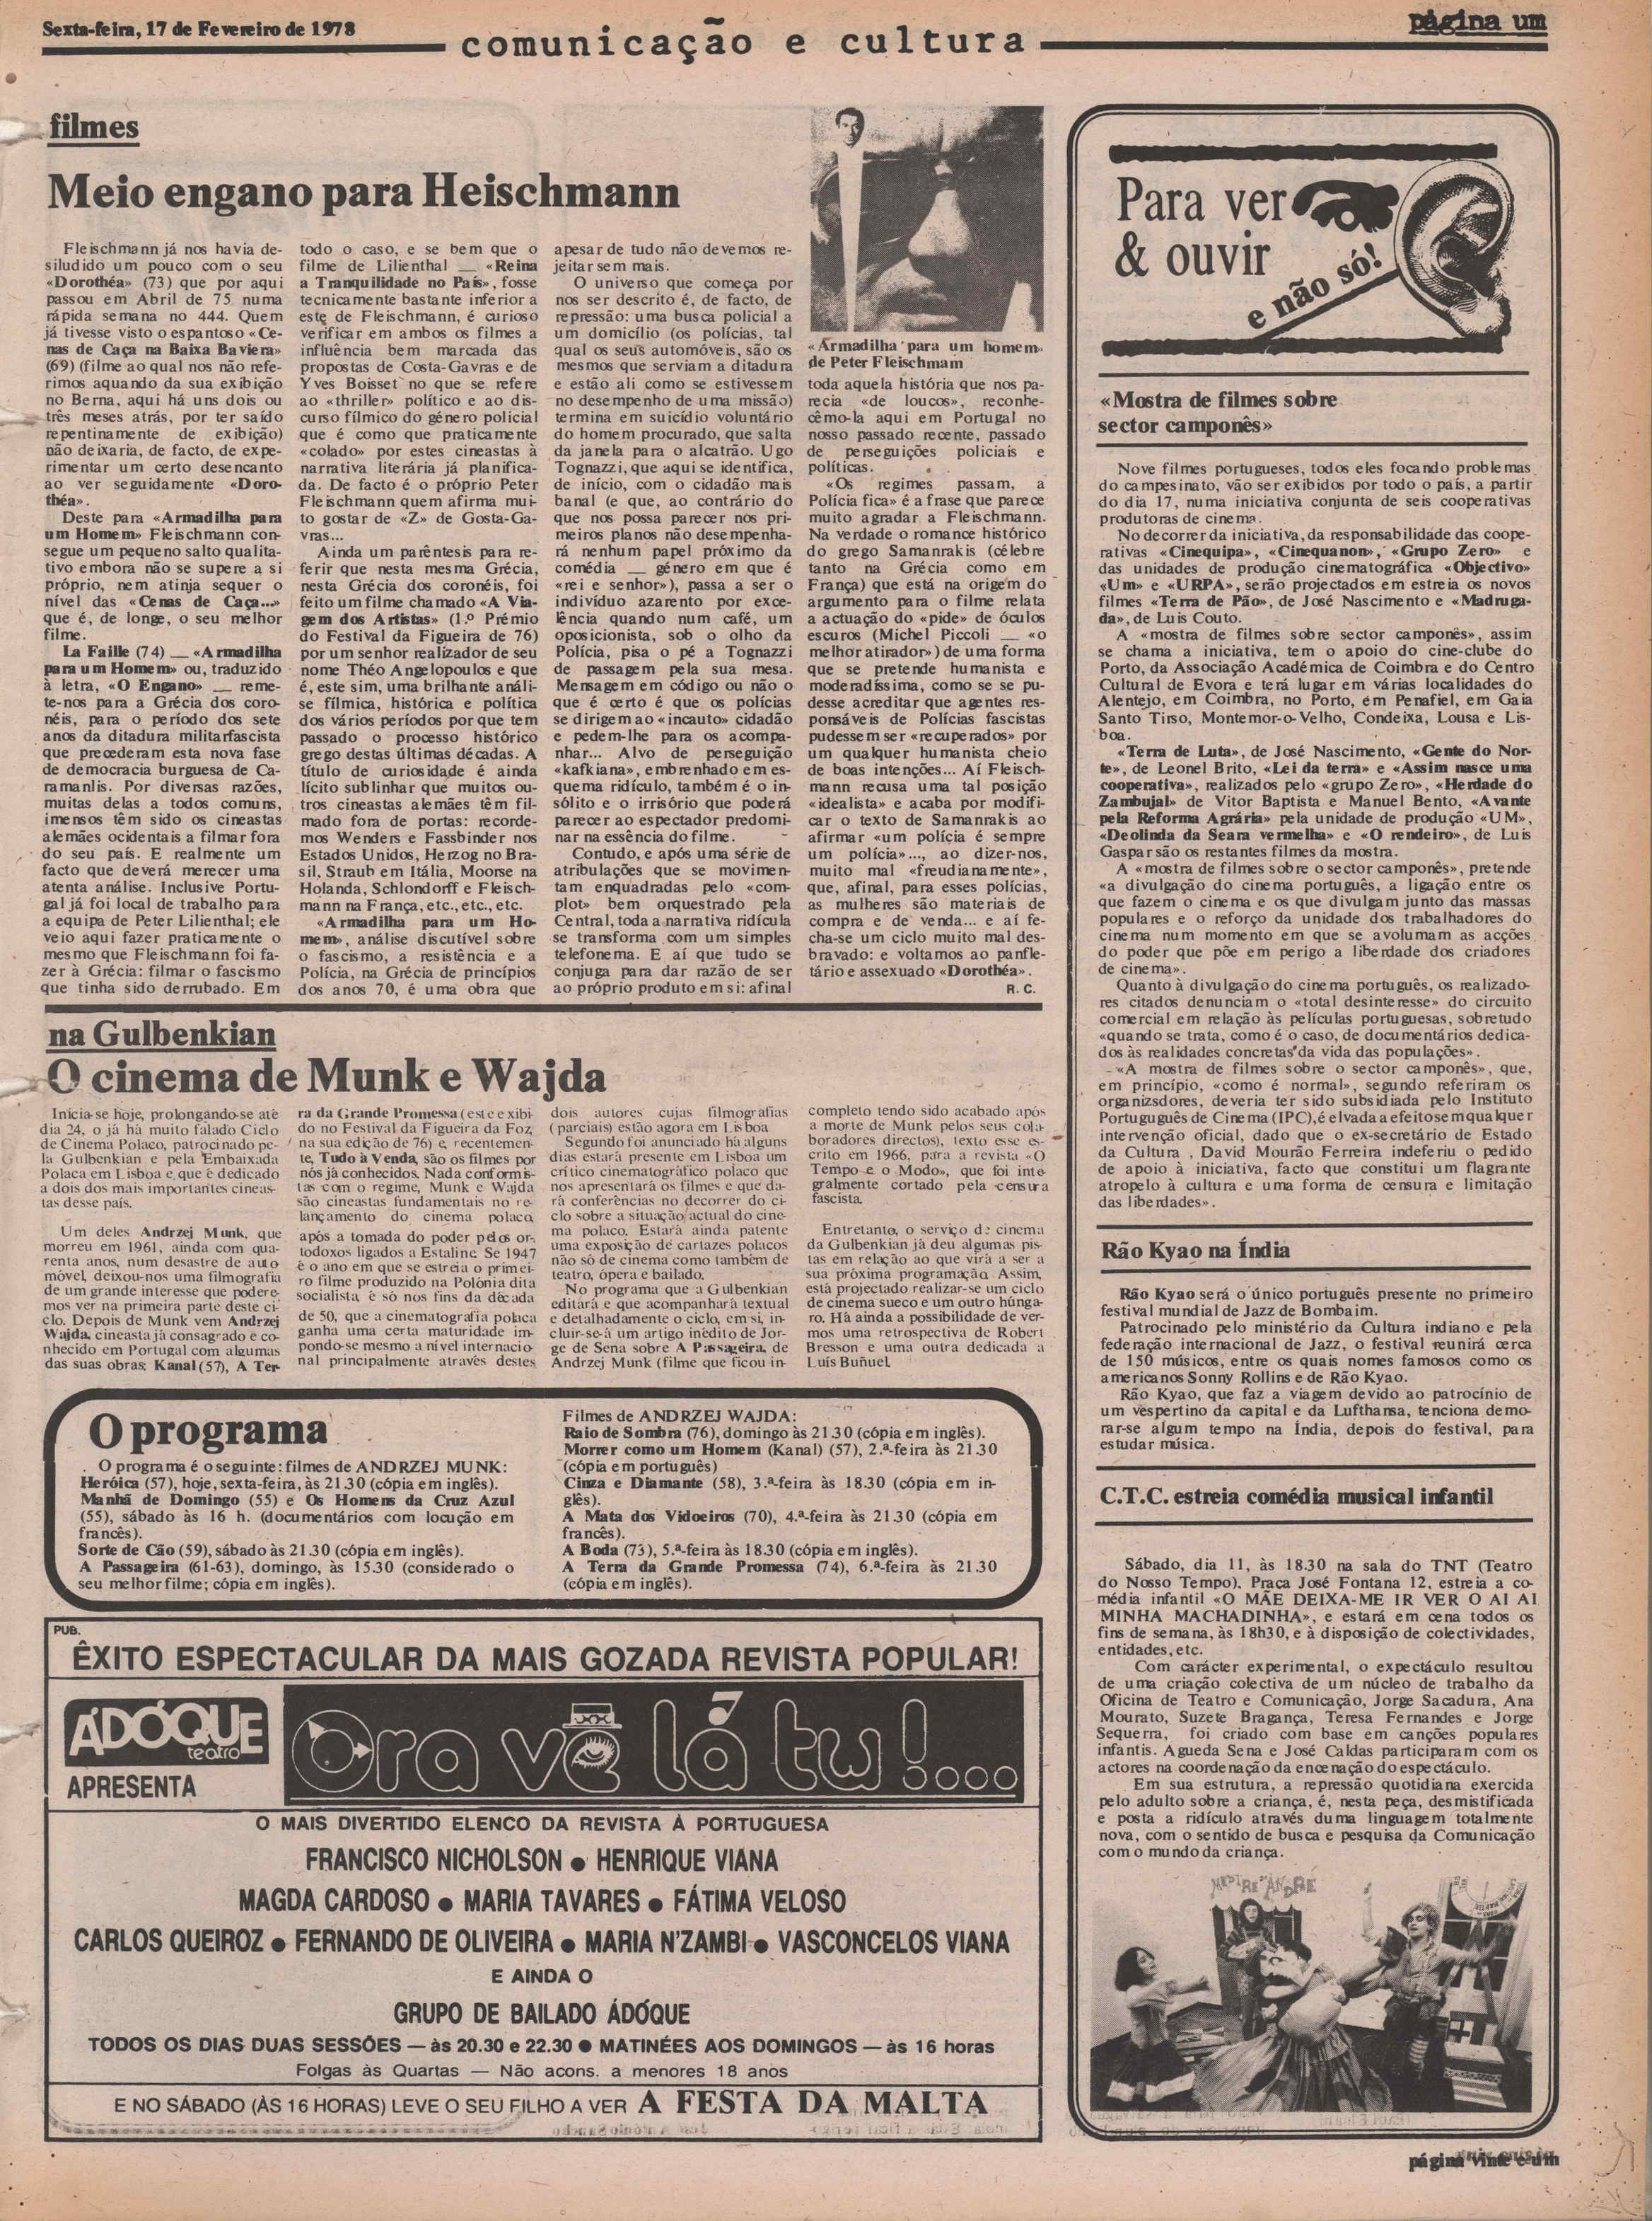 Sexta-feira, 17 de Fevereiro de 1978
comunicação e cultura
página um
filmes
Meio engano para Heischmann
Fleischmann já nos havia de-
siludido um pouco com o seu
«Dorothéa» (73) que por aqui
passou em Abril de 75 numa
rápida semana no 444. Quem
já tivesse visto o espantoso «Ce-
nas de Caça na Baixa Baviera»
(69) (filme ao qual nos não refe-
rimos aquando da sua exibição
no Berna, aqui há uns dois ou
três meses atrás, por ter saído
repentinamente de exibição)
não deixaria, de facto, de expe-
rimentar um certo desencanto
ao ver seguidamente «Doro-
théa».
Deste para «Armadilha para
um Homem» Fleischmann con-
segue um pequeno salto qualita-
tivo embora não se supere a si
próprio, nem atinja sequer o
nível das «Cenas de Caça...»
que é, de longe, o seu melhor
filme.
La Faille (74) — «Armadilha
para um Homem» ou, traduzido
à letra, «O Engano» — reme-
te-nos para a Grécia dos coro-
néis, para o período dos sete
anos da ditadura militarfascista
que precederam esta nova fase
de democracia burguesa de Ca-
ramanlis. Por diversas razões,
muitas delas a todos comuns,
imensos têm sido os cineastas
alemães ocidentais a filmar fora
do seu país. E realmente um
facto que deverá merecer uma
atenta análise. Inclusive Portu-
gal já foi local de trabalho para
a equipa de Peter Lilienthal; ele
veio aqui fazer praticamente o
mesmo que Fleischmann foi fa-
zer à Grécia: filmar o fascismo
que tinha sido derrubado. Em
todo o caso, e se bem que o
filme de Lilienthal — «Reina
a Tranquilidade no País», fosse
tecnicamente bastante inferior a
este de Fleischmann, é curioso
verificar em ambos os filmes a
influência bem marcada das
propostas de Costa-Gavras e de
Yves Boisset no que se refere
ao «thriller» político e ao dis-
curso fílmico do género policial
que é como que praticamente
«colado» por estes cineastas à
narrativa literária já planifica-
da. De facto é o próprio Peter
Fleischmann quem afirma mui-
to gostar de «Z» de Gosta-Ga-
vras...
Ainda um parêntesis para re-
ferir que nesta mesma Grécia,
nesta Grécia dos coronéis, foi
feito um filme chamado «A Via-
gem dos Artistas» (1.º Prémio
do Festival da Figueira de 76)
por um senhor realizador de seu
nome Théo Angelopoulos e que
é, este sim, uma brilhante análi-
se fílmica, histórica e política
dos vários períodos por que tem
passado o processo histórico
grego destas últimas décadas. A
título de curiosidade é ainda
lícito sublinhar que muitos ou-
tros cineastas alemães têm fil-
mado fora de portas: recorde-
mos Wenders e Fassbinder nos
Estados Unidos, Herzog no Bra-
sil, Straub em Itália, Moorse na
Holanda, Schlondorff e Fleisch-
mann na França, etc., etc., etc.
«Armadilha para um Ho-
mem», análise discutível sobre
o fascismo, a resistência e a
Polícia, na Grécia de princípios
dos anos 70, é uma obra que
apesar de tudo não devemos re-
jeitar sem mais.
O universo que começa por
nos ser descrito é, de facto, de
repressão: uma busca policial a
um domicílio (os polícias, tal
qual os seus automóveis, são os
mesmos que serviam a ditadura
e estão ali como se estivessem
no desempenho de uma missão)
termina em suicídio voluntário
do homem procurado, que salta
da janela para o alcatrão. Ugo
Tognazzi, que aqui se identifica,
de início, com o cidadão mais
banal (e que, ao contrário do
que nos possa parecer nos pri-
meiros planos não desempenha-
rá nenhum papel próximo da
comédia — género em que é
«rei e senhor»), passa a ser o
indivíduo azarento por exce-
lência quando num café, um
oposicionista, sob o olho da
Polícia, pisa o pé a Tognazzi
de passagem pela sua mesa.
Mensagem em código ou não o
que é certo é que os polícias
se dirigem ao «incauto» cidadão
e pedem-lhe para os acompa-
nhar... Alvo de perseguição
«kafkiana», embrenhado em es-
quema ridículo, também é o in-
sólito e o irrisório que poderá
parecer ao espectador predomi-
nar na essência do filme.
Contudo, e após uma série de
atribulações que se movimen-
tam enquadradas pelo «com-
plot» bem orquestrado pela
Central, toda a narrativa ridícula
se transforma com um simples
telefonema. E aí que tudo se
conjuga para dar razão de ser
ao próprio produto em si: afinal
«Armadilha para um homem»
de Peter Fleischmam
toda aquela história que nos pa-
recia «de loucos», reconhe-
cêmo-la aqui em Portugal no
nosso passado recente, passado
de perseguições policiais e
políticas.
«Os regimes passam, a
Polícia fica» é a frase que parece
muito agradar a Fleischmann.
Na verdade o romance histórico
do grego Samanrakis (célebre
tanto na Grécia como em
França) que está na origem do
argumento para o filme relata
a actuação do «pide» de óculos
escuros (Michel Piccoli — «o
melhor atirador») de uma forma
que se pretende humanista e
moderadíssima, como se se pu-
desse acreditar que agentes res-
ponsáveis de Polícias fascistas
pudessem ser «recuperados» por
um qualquer humanista cheio
de boas intenções... Aí Fleisch-
mann recusa uma tal posição
«idealista» e acaba por modifi-
car o texto de Samanrakis ao
afirmar «um polícia é sempre
um polícia»..., ao dizer-nos,
muito mal «freudianamente»,
que, afinal, para esses polícias,
as mulheres são materiais de
compra e de venda... e aí fe-
cha-se um ciclo muito mal des-
bravado: e voltamos ao panfle-
tário e assexuado «Dorothéa».
R. C.
na Gulbenkian
O cinema de Munk e Wajda
Inicia-se hoje, prolongando-se até
dia 24, o já há muito falado Ciclo
de Cinema Polaco, patrocinado pe-
la Gulbenkian e pela Embaixada
Polaca em Lisboa e que é dedicado
a dois dos mais importantes cineas-
tas desse país.
Um deles Andrzej Munk, que
morreu em 1961, ainda com qua-
renta anos, num desastre de auto
móvel, deixou-nos uma filmografia
de um grande interesse que podere-
mos ver na primeira parte deste ci-
clo. Depois de Munk vem Andrzej
Wajda, cineasta já consagrado e co-
nhecido em Portugal com algumas
das suas obras; Kanal (57), A Ter-
ra da Grande Promessa (este exibi-
do no Festival da Figueira da Foz
na sua edição de 76) e, recentemen-
te, Tudo à Venda, são os filmes por
nós já conhecidos. Nada conformis-
tas com o regime, Munk e Wajda
são cineastas fundamentais no re-
lançamento do cinema polaco,
após a tomada do poder pelos or-
todoxos ligados a Estaline. Se 1947
é o ano em que se estreia o primei-
ro filme produzido na Polónia dita
socialista, é só nos fins da década
de 50, que a cinematografia polaca
ganha uma certa maturidade im-
pondo-se mesmo a nível internacio-
nal principalmente através destes
dois autores cujas filmografias
(parciais) estão agora em Lisboa
Segundo foi anunciado há alguns
dias estará presente em Lisboa um
crítico cinematográfico polaco que
nos apresentará os filmes e que da-
rá conferências no decorrer do ci-
clo sobre a situação actual do cine-
ma polaco. Estará ainda patente
uma exposição de cartazes polacos
não só de cinema como também de
teatro, ópera e bailado.
No programa que a Gulbenkian
editará e que acompanhará textual
e detalhadamente o ciclo, em si, in-
cluir-se-á um artigo inédito de Jor-
ge de Sena sobre A Passageira, de
Andrzej Munk (filme que ficou in-
completo tendo sido acabado após
a morte de Munk pelos seus cola-
boradores directos), texto esse es-
crito em 1966, para a revista «O
Tempo e o Modo», que foi inte
gralmente cortado pela censura
fascista.
Entretanto, o serviço de cinema
da Gulbenkian já deu algumas pis-
tas em relação ao que virá a ser a
sua próxima programação. Assim,
está projectado realizar-se um ciclo
de cinema sueco e um outro húnga-
ro. Há ainda a possibilidade de ver-
mos uma retrospectiva de Robert
Bresson e uma outra dedicada a
Luís Buñuel.
O programa
O programa é o seguinte: filmes de ANDRZEJ MUNK:
Heróica (57), hoje, sexta-feira, às 21.30 (cópia em inglês).
Manhã de Domingo (55) e Os Homens da Cruz Azul
(55), sábado às 16 h. (documentários com locução em
francês).
Sorte de Cão (59), sábado às 21.30 (cópia em inglês).
A Passageira (61-63), domingo, às 15.30 (considerado o
seu melhor filme; cópia em inglês).
Filmes de ANDRZEJ WAJDA:
Raio de Sombra (76), domingo às 21.30 (cópia em inglês).
Morrer como um Homem (Kanal) (57), 2.ª-feira às 21.30
(cópia em português)
Cinza e Diamante (58), 3.ª-feira às 18.30 (cópia em in-
glês).
A Mata dos Vidoeiros (70), 4.ª-feira às 21.30 (cópia em
francês).
A Boda (73), 5.ª-feira às 18.30 (cópia em inglês).
A Terra da Grande Promessa (74), 6.ª-feira às 21.30
(cópia em inglês).
PUB.
ÊXITO ESPECTACULAR DA MAIS GOZADA REVISTA POPULAR!
ÁDÓQUE
teatro
APRESENTA
Ora vê lá tu!....
O MAIS DIVERTIDO ELENCO DA REVISTA À PORTUGUESA
FRANCISCO NICHOLSON ● HENRIQUE VIANA
MAGDA CARDOSO ● MARIA TAVARES ● FÁTIMA VELOSO
CARLOS QUEIROZ ● FERNANDO DE OLIVEIRA ● MARIA N'ZAMBI ● VASCONCELOS VIANA
E AINDA O
GRUPO DE BAILADO ÁDÓQUE
TODOS OS DIAS DUAS SESSÕES — às 20.30 e 22.30 ● MATINÉES AOS DOMINGOS — às 16 horas
Folgas às Quartas — Não acons. a menores 18 anos
E NO SÁBADO (ÀS 16 HORAS) LEVE O SEU FILHO A VER A FESTA DA MALTA
Para ver
& ouvir
e não só!
«Mostra de filmes sobre
sector camponês»
Nove filmes portugueses, todos eles focando problemas
do campesinato, vão ser exibidos por todo o país, a partir
do dia 17, numa iniciativa conjunta de seis cooperativas
produtoras de cinema.
No decorrer da iniciativa, da responsabilidade das coope-
rativas «Cinequipa», «Cinequanon», «Grupo Zero» e
das unidades de produção cinematográfica «Objectivo»
«Um» e «URPA», serão projectados em estreia os novos
filmes «Terra de Pão», de José Nascimento e «Madruga-
da», de Luis Couto.
A «mostra de filmes sobre sector camponês», assim
se chama a iniciativa, tem o apoio do cine-clube do
Porto, da Associação Académica de Coimbra e do Centro
Cultural de Evora e terá lugar em várias localidades do
Alentejo, em Coimbra, no Porto, em Penafiel, em Gaia
Santo Tirso, Montemor-o-Velho, Condeixa, Lousa e Lis-
boa.
«Terra de Luta», de José Nascimento, «Gente do Nor-
te», de Leonel Brito, «Lei da terra» e «Assim nasce uma
cooperativa», realizados pelo «grupo Zero», «Herdade do
Zambujal» de Vitor Baptista e Manuel Bento, «Avante
pela Reforma Agrária» pela unidade de produção «UM»,
«Deolinda da Seara vermelha» e «O rendeiro», de Luis
Gaspar são os restantes filmes da mostra.
A «mostra de filmes sobre o sector camponês», pretende
«a divulgação do cinema português, a ligação entre os
que fazem o cinema e os que divulgam junto das massas
populares e o reforço da unidade dos trabalhadores do
cinema num momento em que se avolumam as acções
do poder que põe em perigo a liberdade dos criadores
de cinema».
Quanto à divulgação do cinema português, os realizado-
res citados denunciam o «total desinteresse» do circuito
comercial em relação às películas portuguesas, sobretudo
«quando se trata, como é o caso, de documentários dedica-
dos às realidades concretas da vida das populações».
«A mostra de filmes sobre o sector camponês», que,
em princípio, «como é normal», segundo referiram os
organizsdores, deveria ter sido subsidiada pelo Instituto
Portuguguês de Cinema (IPC),é elvada a efeito sem qualquer
intervenção oficial, dado que o ex-secretário de Estado
da Cultura , David Mourão Ferreira indeferiu o pedido
de apoio à iniciativa, facto que constitui um flagrante
atropelo à cultura e uma forma de censura e limitação
das liberdades».
Rão Kyao na Índia
Rão Kyao será o único português presente no primeiro
festival mundial de Jazz de Bombaim.
Patrocinado pelo ministério da Cultura indiano e pela
federação internacional de Jazz, o festival reunirá cerca
de 150 músicos, entre os quais nomes famosos como os
americanos Sonny Rollins e de Rão Kyao.
Rão Kyao, que faz a viagem devido ao patrocínio de
um vespertino da capital e da Lufthansa, tenciona demo-
rar-se algum tempo na Índia, depois do festival, para
estudar música.
C.T.C. estreia comédia musical infantil
Sábado, dia 11, às 18.30 na sala do TNT (Teatro
do Nosso Tempo), Praça José Fontana 12, estreia a co-
média infantil «O MÃE DEIXA-ME IR VER O AI AI
MINHA MACHADINHA», e estará em cena todos os
fins de semana, às 18h30, e à disposição de colectividades,
entidades, etc.
Com carácter experimental, o expectáculo resultou
de uma criação colectiva de um núcleo de trabalho da
Oficina de Teatro e Comunicação, Jorge Sacadura, Ana
Mourato, Suzete Bragança, Teresa Fernandes e Jorge
Sequerra, foi criado com base em canções populares
infantis. Agueda Sena e José Caldas participaram com os
actores na coordenação da encenação do espectáculo.
Em sua estrutura, a repressão quotidiana exercida
pelo adulto sobre a criança, é, nesta peça, desmistificada
e posta a ridículo através duma linguagem totalmente
nova, com o sentido de busca e pesquisa da Comunicação
com o mundo da criança.
MESTRE ANDRE
página vinte e um